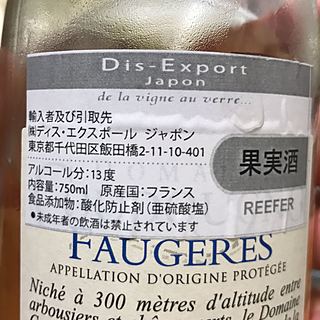 Dis-Export
Japon
de la vigne au verre...
輸入者及び引取先
㈱ディス・エクスポール ジャポン
東京都千代田区飯田橋2-11-10-401
アルコール分:13度
内容量:750ml 原産国:フランス
食品添加物:酸化防止剤(亜硫酸塩)
●未成年者の飲酒は禁止されています
果実酒
REEFER
FAUGÈRES
APPELLATION D'ORIGINE PROTÉGÉE
Niché à 300 mètres d'altitude entre
arbousiers et le Domaine